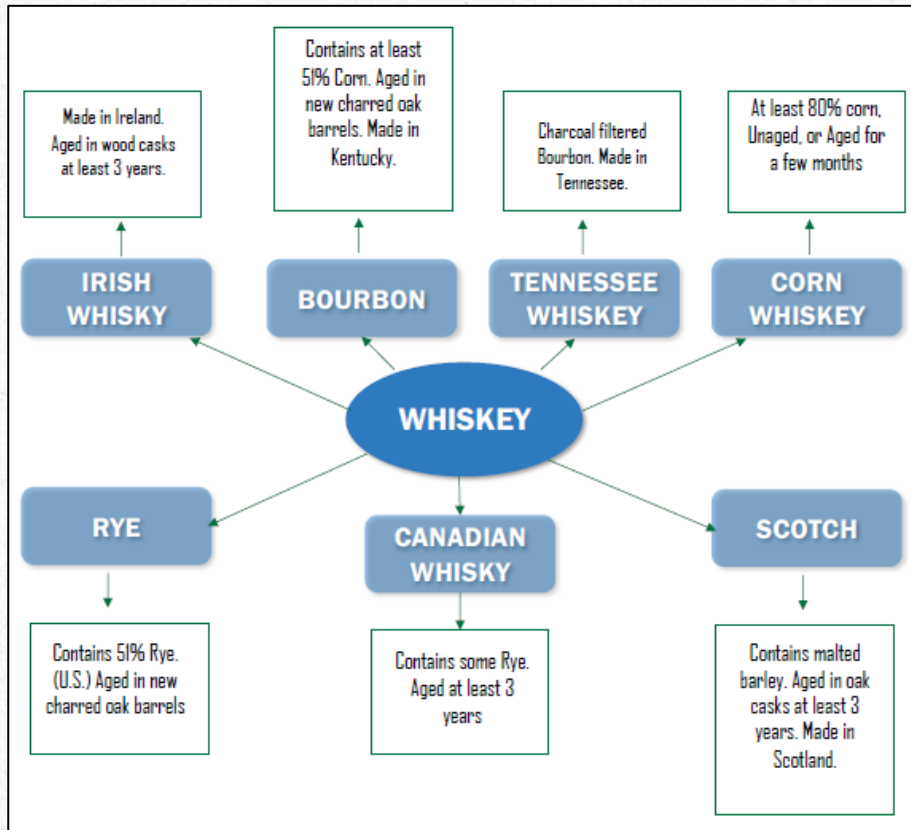 Made in Ireland.
Aged in wood casks
at least 3 years.
Contains at least
51% Corn. Aged in
new charred oak
barrels. Made in
Kentucky.
Charcoal filtered
Bourbon. Made in
Tennessee.
At least 80% corn,
Unaged, or Aged for
a few months
IRISH
WHISKY
BOURBON
TENNESSEE
WHISKEY
CORN
WHISKEY
WHISKEY
RYE
CANADIAN
WHISKY
SCOTCH
Contains 51% Rye.
(U.S.) Aged in new
charred oak barrels
Contains some Rye.
Aged at least 3
years
Contains malted
barley. Aged in oak
casks at least 3
years. Made in
Scotland.